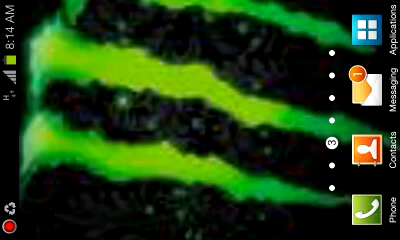 8:14 AM
H
1
3
Phone
Contacts
Messaging
Applications